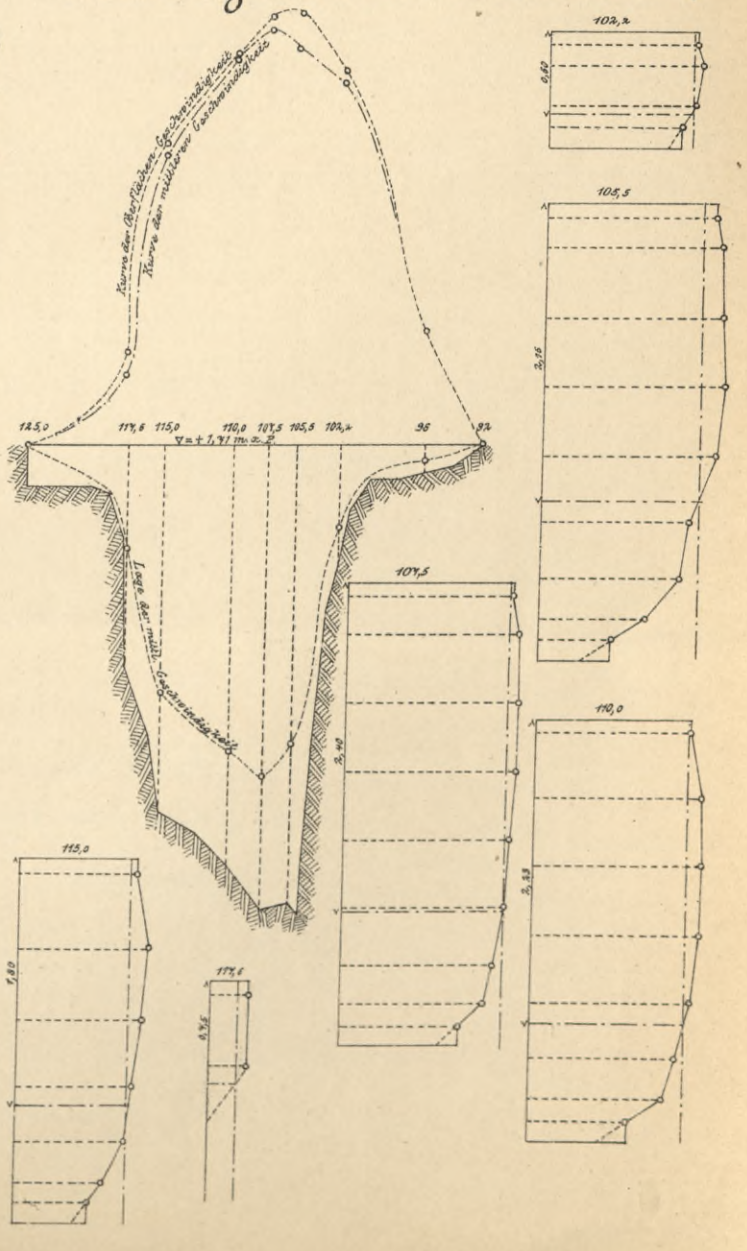 102,2
0,60
Kurve der Oberflächen Geschwindigkeit
Kurve der mittleren Geschwindigkeit
105,5
2,15
125,0 117,6 115,0 110,0 107,5 105,5 102,2 96 92
∇ = + 1,41 m. a. P.
Lage der mittl. Geschwindigkeit
107,5
2,40
110,0
2,23
115,0
1,80
117,6
0,75